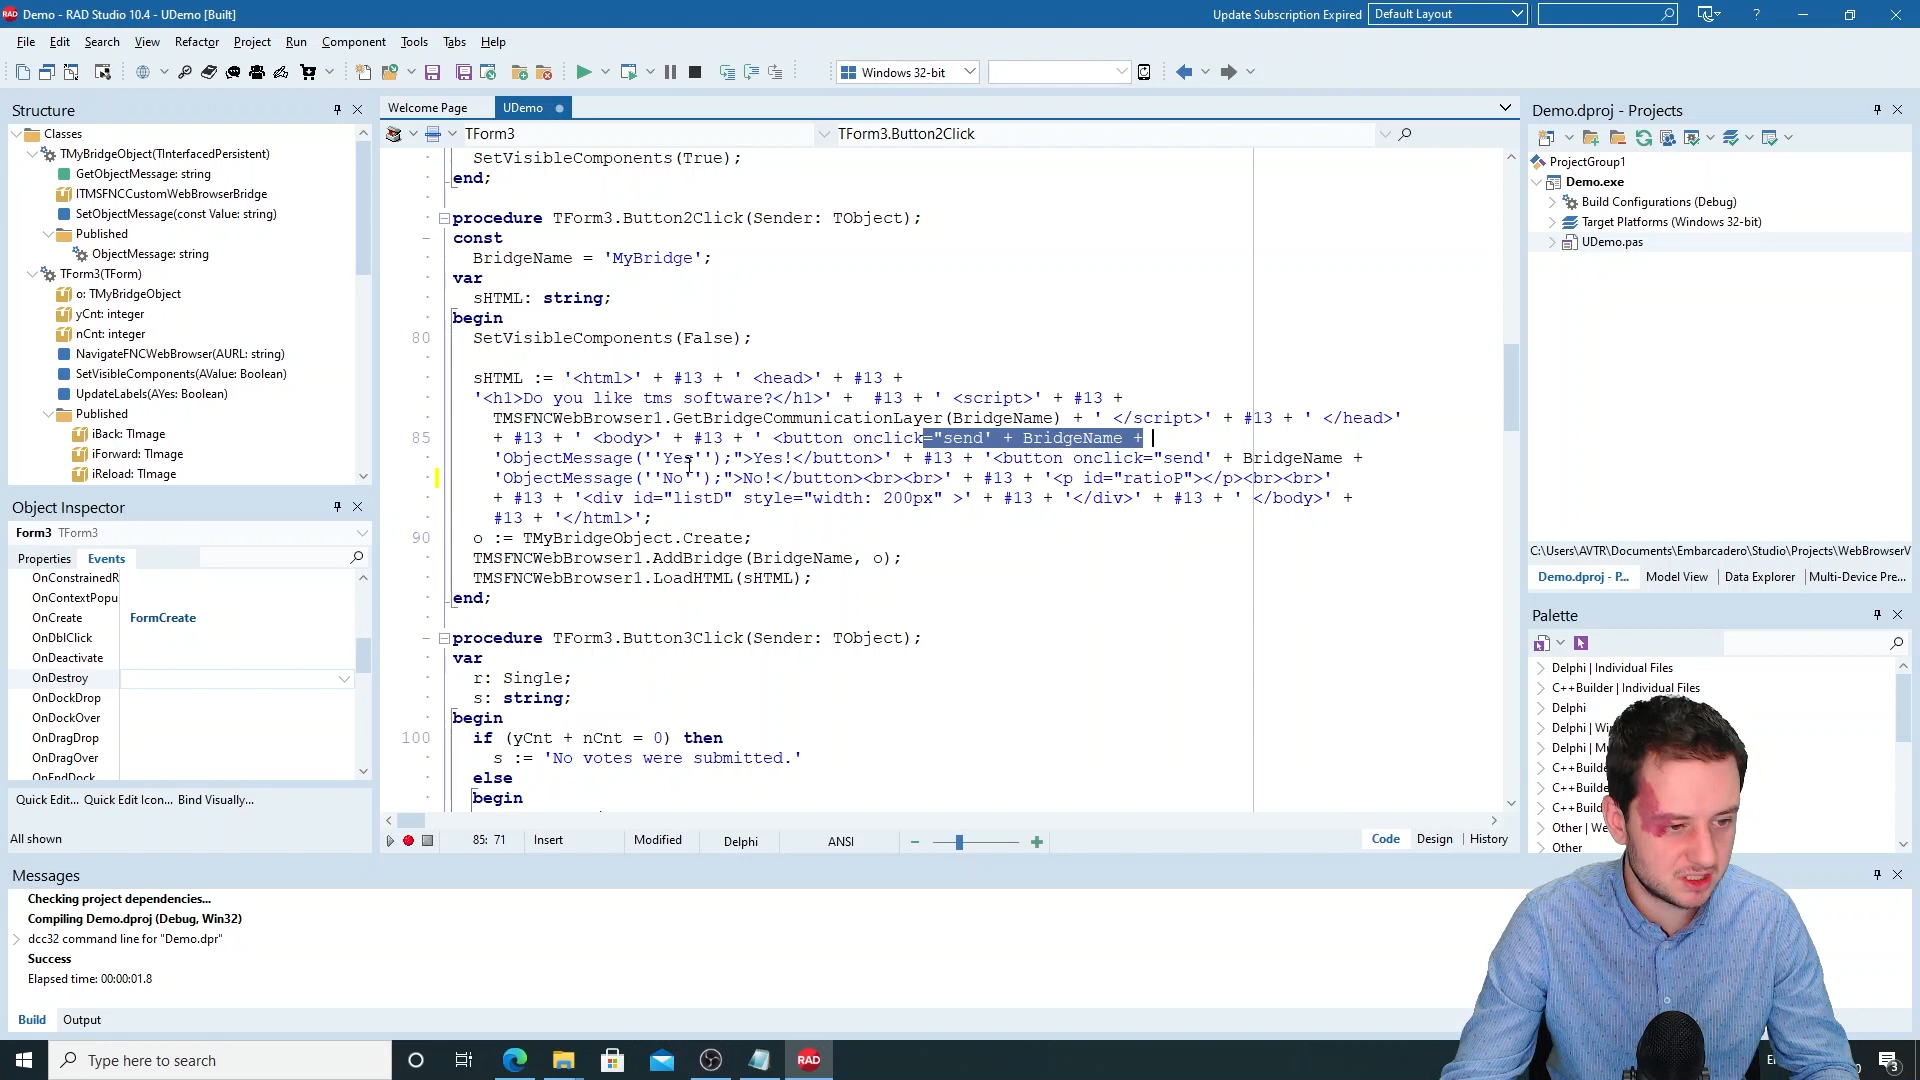 Demo - RAD Studio 10.4 - UDemo [Built]
Update Subscription Expired
Default Layout
File Edit Search View Refactor Project Run Component Tools Tabs Help
Windows 32-bit
Structure
Classes
TMyBridgeObject(TInterfacedPersistent)
GetObjectMessage: string
ITMSFNCCustomWebBrowserBridge
SetObjectMessage(const Value: string)
Published
ObjectMessage: string
TForm3(TForm)
o: TMyBridgeObject
yCnt: integer
nCnt: integer
NavigateFNCWebBrowser(AURL: string)
SetVisibleComponents(AValue: Boolean)
UpdateLabels(AYes: Boolean)
Published
iBack: TImage
iForward: TImage
iReload: TImage
Object Inspector
Form3 TForm3
Properties Events
OnConstrainedR
OnContextPopu
OnCreate FormCreate
OnDblClick
OnDeactivate
OnDestroy
OnDockDrop
OnDockOver
OnDragDrop
OnDragOver
OnEndDock
Quick Edit... Quick Edit Icon... Bind Visually...
All shown
Welcome Page UDemo
TForm3 TForm3.Button2Click
SetVisibleComponents(True);
end;
procedure TForm3.Button2Click(Sender: TObject);
const
BridgeName = 'MyBridge';
var
sHTML: string;
begin
80 SetVisibleComponents(False);
sHTML := '<html>' + #13 + ' <head>' + #13 +
'<h1>Do you like tms software?</h1>' + #13 + ' <script>' + #13 +
TMSFNCWebBrowser1.GetBridgeCommunicationLayer(BridgeName) + ' </script>' + #13 + ' </head>'
85 + #13 + ' <body>' + #13 + ' <button onclick="send' + BridgeName +
'ObjectMessage(''Yes'');">Yes!</button>' + #13 + '<button onclick="send' + BridgeName +
'ObjectMessage(''No'');">No!</button><br><br>' + #13 + '<p id="ratioP"></p><br><br>'
+ #13 + '<div id="listD" style="width: 200px" >' + #13 + '</div>' + #13 + ' </body>' +
#13 + '</html>';
90 o := TMyBridgeObject.Create;
TMSFNCWebBrowser1.AddBridge(BridgeName, o);
TMSFNCWebBrowser1.LoadHTML(sHTML);
end;
procedure TForm3.Button3Click(Sender: TObject);
var
r: Single;
s: string;
begin
100 if (yCnt + nCnt = 0) then
s := 'No votes were submitted.'
else
begin
85: 71 Insert Modified Delphi ANSI
Code Design History
Demo.dproj - Projects
ProjectGroup1
Demo.exe
Build Configurations (Debug)
Target Platforms (Windows 32-bit)
UDemo.pas
C:\Users\AVTR\Documents\Embarcadero\Studio\Projects\WebBrowserV
Demo.dproj - P... Model View Data Explorer Multi-Device Pre...
Palette
Delphi | Individual Files
C++Builder | Individual Files
Delphi
Delphi | Wi
Delphi | M
C++Builde
C++Build
C++Build
Other | We
Other
Messages
Checking project dependencies...
Compiling Demo.dproj (Debug, Win32)
dcc32 command line for "Demo.dpr"
Success
Elapsed time: 00:00:01.8
Build Output
Type here to search
RAD
3